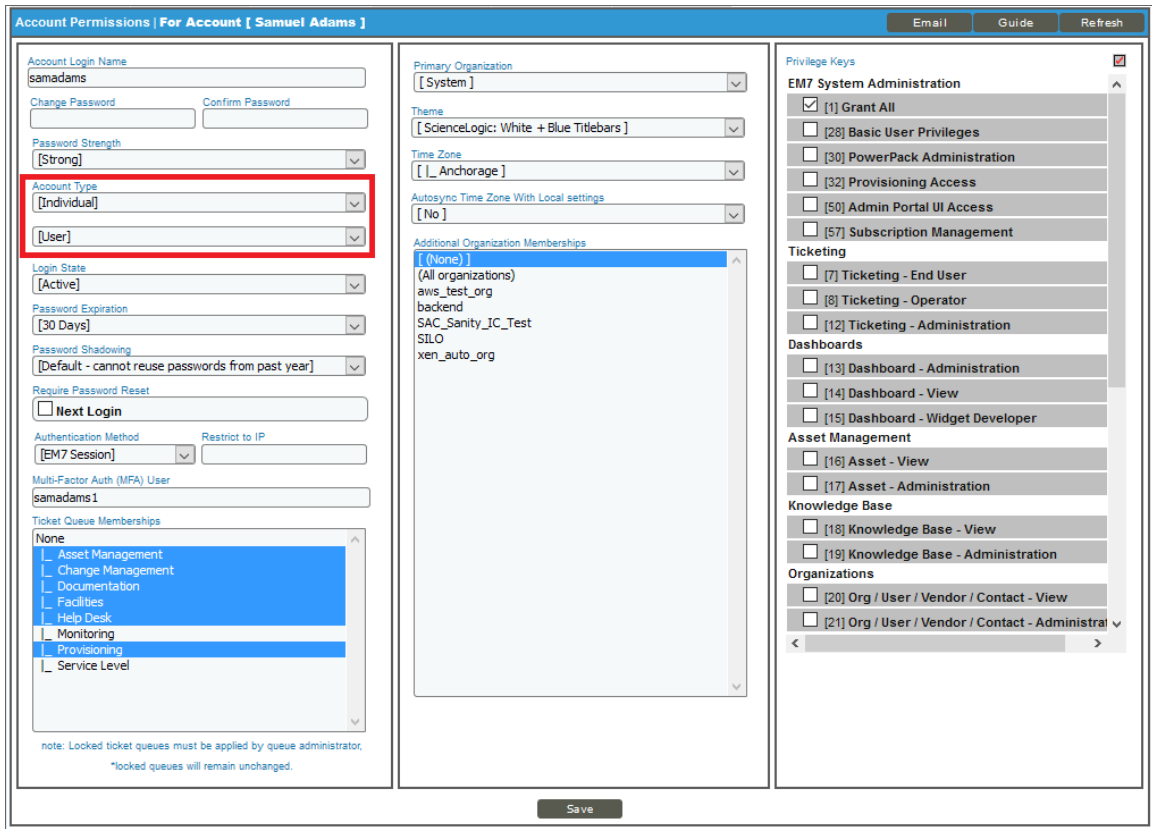 Account Permissions | For Account [ Samuel Adams ]
Email
Guide
Refresh
Account Login Name
samadams
Change Password
Confirm Password
Password Strength
[Strong]
Account Type
[Individual]
[User]
Login State
[Active]
Password Expiration
[30 Days]
Password Shadowing
[Default - cannot reuse passwords from past year]
Require Password Reset
Next Login
Authentication Method
Restrict to IP
[EM7 Session]
Multi-Factor Auth (MFA) User
samadams1
Ticket Queue Memberships
None
|_ Asset Management
|_ Change Management
|_ Documentation
|_ Facilities
|_ Help Desk
|_ Monitoring
|_ Provisioning
|_ Service Level
note: Locked ticket queues must be applied by queue administrator,
*locked queues will remain unchanged.
Primary Organization
[ System ]
Theme
[ ScienceLogic: White + Blue Titlebars ]
Time Zone
[ |_ Anchorage ]
Autosync Time Zone With Local settings
[ No ]
Additional Organization Memberships
[ (None) ]
(All organizations)
aws_test_org
backend
SAC_Sanity_IC_Test
SILO
xen_auto_org
Privilege Keys
EM7 System Administration
[1] Grant All
[28] Basic User Privileges
[30] PowerPack Administration
[32] Provisioning Access
[50] Admin Portal UI Access
[57] Subscription Management
Ticketing
[7] Ticketing - End User
[8] Ticketing - Operator
[12] Ticketing - Administration
Dashboards
[13] Dashboard - Administration
[14] Dashboard - View
[15] Dashboard - Widget Developer
Asset Management
[16] Asset - View
[17] Asset - Administration
Knowledge Base
[18] Knowledge Base - View
[19] Knowledge Base - Administration
Organizations
[20] Org / User / Vendor / Contact - View
[21] Org / User / Vendor / Contact - Administrat
Save